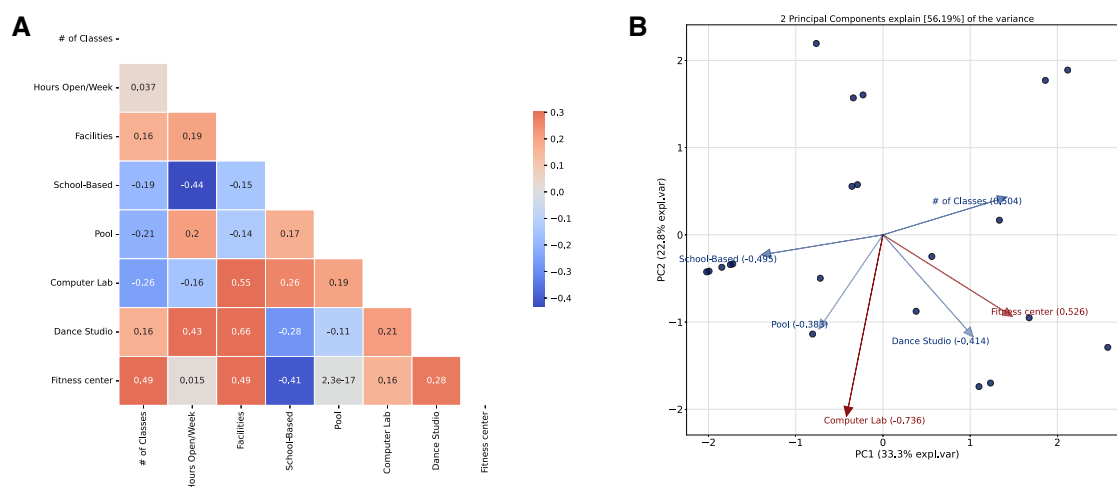 A
# of Classes
Hours Open/Week 0,037
Facilities 0,16 0,19
School-Based -0,19 -0,44 -0,15
Pool -0,21 0,2 -0,14 0,17
Computer Lab -0,26 -0,16 0,55 0,26 0,19
Dance Studio 0,16 0,43 0,66 -0,28 -0,11 0,21
Fitness center 0,49 0,015 0,49 -0,41 2,3e-17 0,16 0,28
# of Classes
Hours Open/Week
Facilities
School-Based
Pool
Computer Lab
Dance Studio
Fitness center
0.3
0.2
0.1
0,0
-0.1
-0.2
-0.3
-0.4
B
2 Principal Components explain [56.19%] of the variance
PC2 (22.8% expl.var)
2
1
0
-1
-2
# of Classes (0,504)
School-Based (-0,495)
Pool (-0,383)
Fitness center (0,526)
Dance Studio (-0,414)
Computer Lab (-0,736)
-2 -1 0 1 2
PC1 (33.3% expl.var)